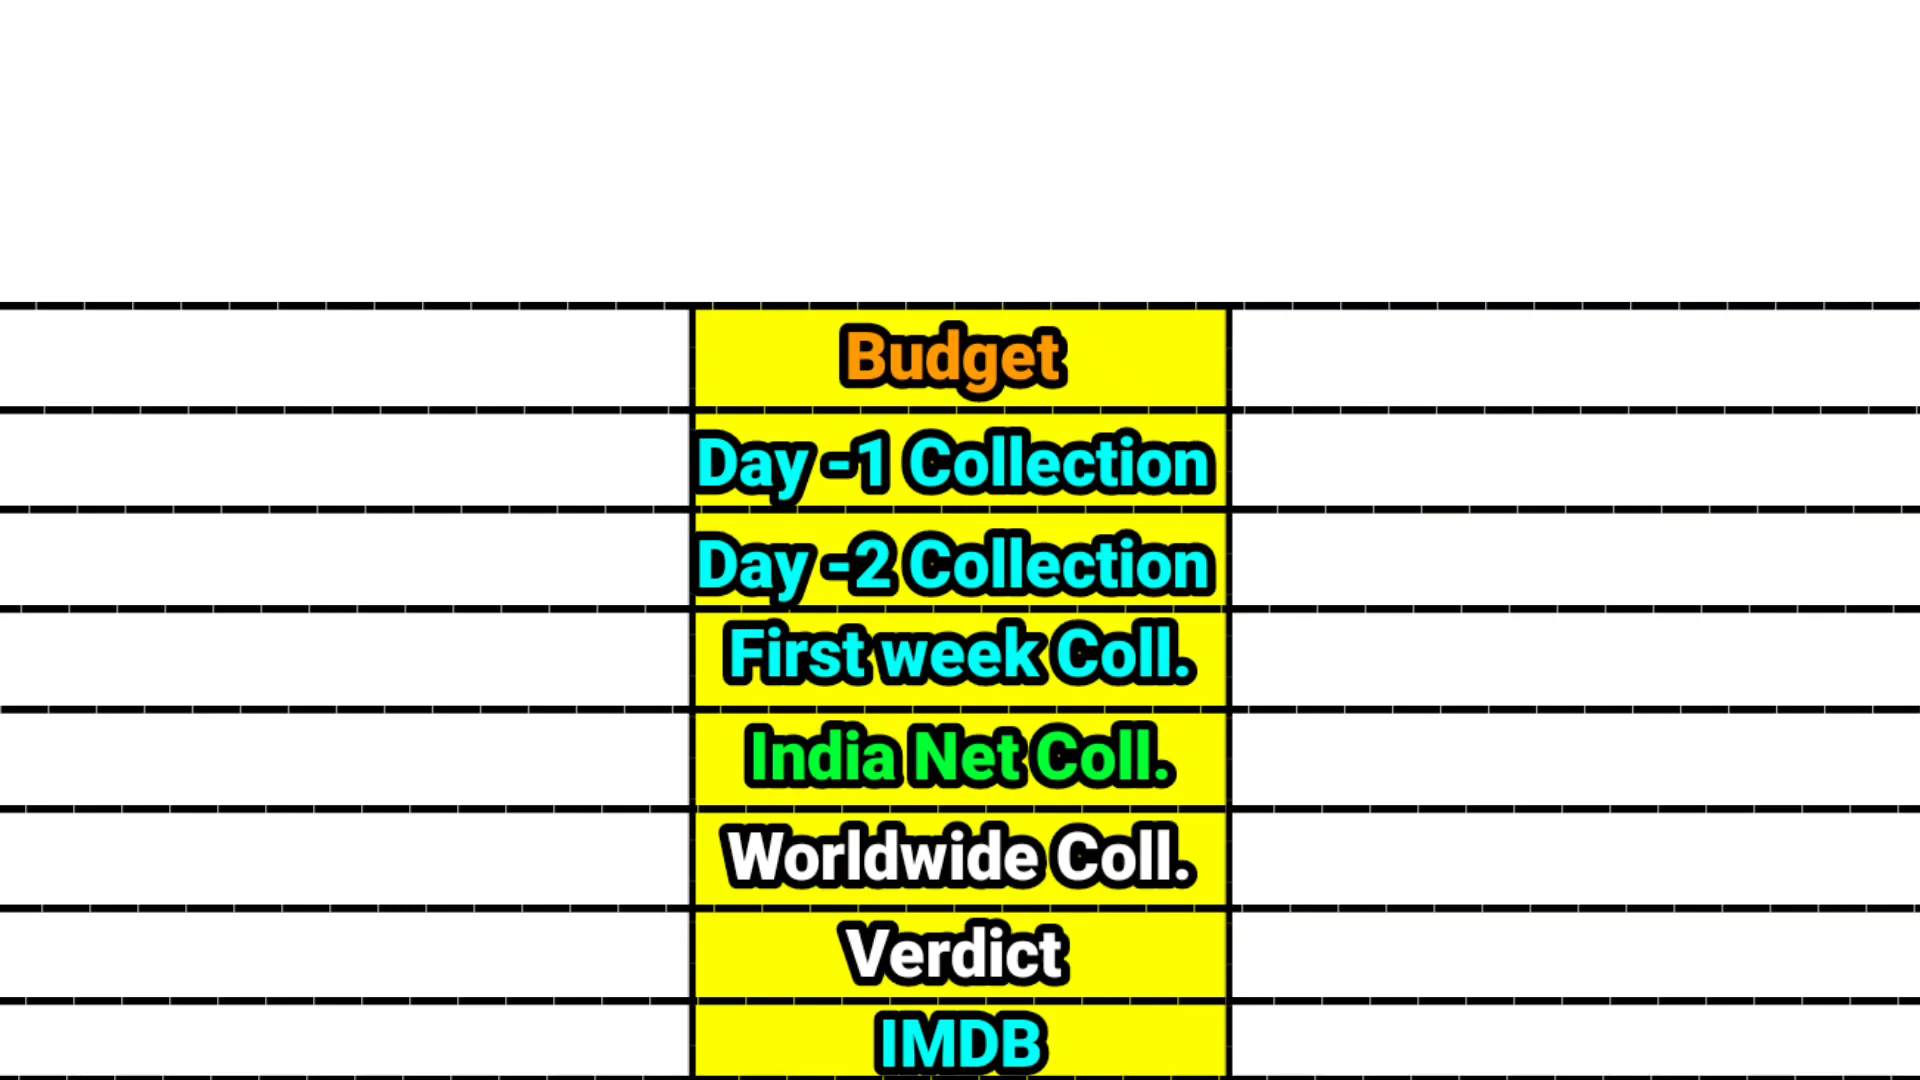 Budget
Day -1 Collection
Day -2 Collection
First week Coll.
India Net Coll.
Worldwide Coll.
Verdict
IMDB